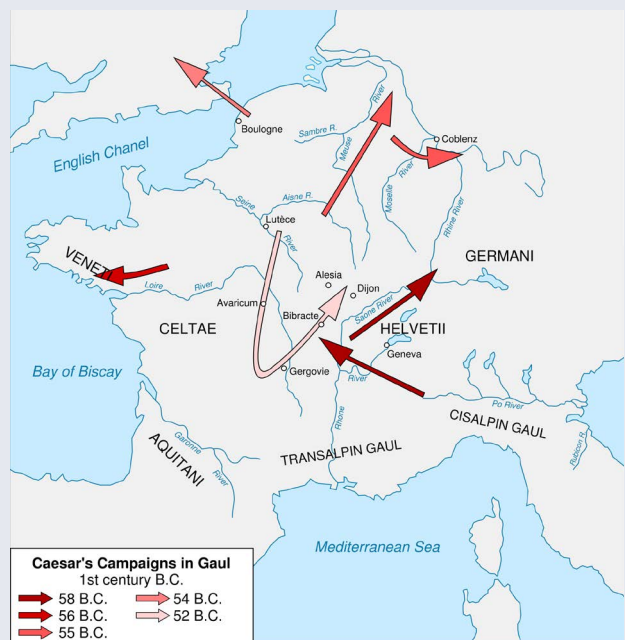 Boulogne
English Chanel
Sambre R.
Meuse
River
Coblenz
Moselle
River
Rhine River
Seine
River
Aisne R.
Lutèce
VENETI
Loire River
GERMANI
Alesia
Dijon
Avaricum
Saone River
Bibracte
CELTAE
HELVETII
Geneva
Bay of Biscay
Gergovie
River
Rhone
Po River
CISALPIN GAUL
Rubicon R.
Garonne
River
AQUITANI
TRANSALPIN GAUL
Mediterranean Sea
Caesar's Campaigns in Gaul
1st century B.C.
58 B.C.
54 B.C.
56 B.C.
52 B.C.
55 B.C.